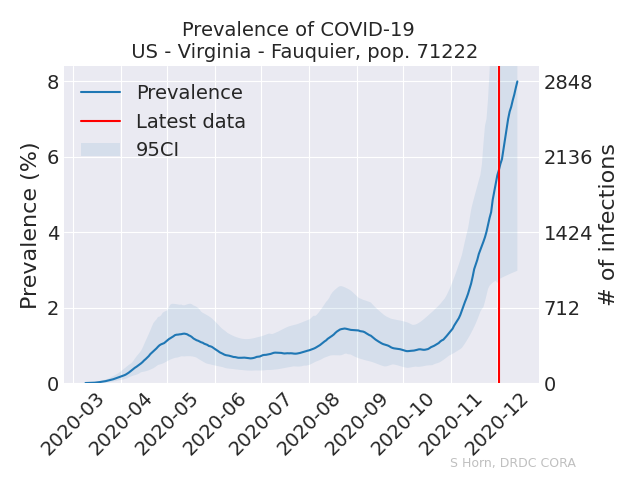 Prevalence of COVID-19
US - Virginia - Fauquier, pop. 71222
Prevalence
Latest data
95CI
Prevalence (%)
8
6
4
2
0
2848
2136
1424
712
0
# of infections
2020-03
2020-04
2020-05
2020-06
2020-07
2020-08
2020-09
2020-10
2020-11
2020-12
S Horn, DRDC CORA